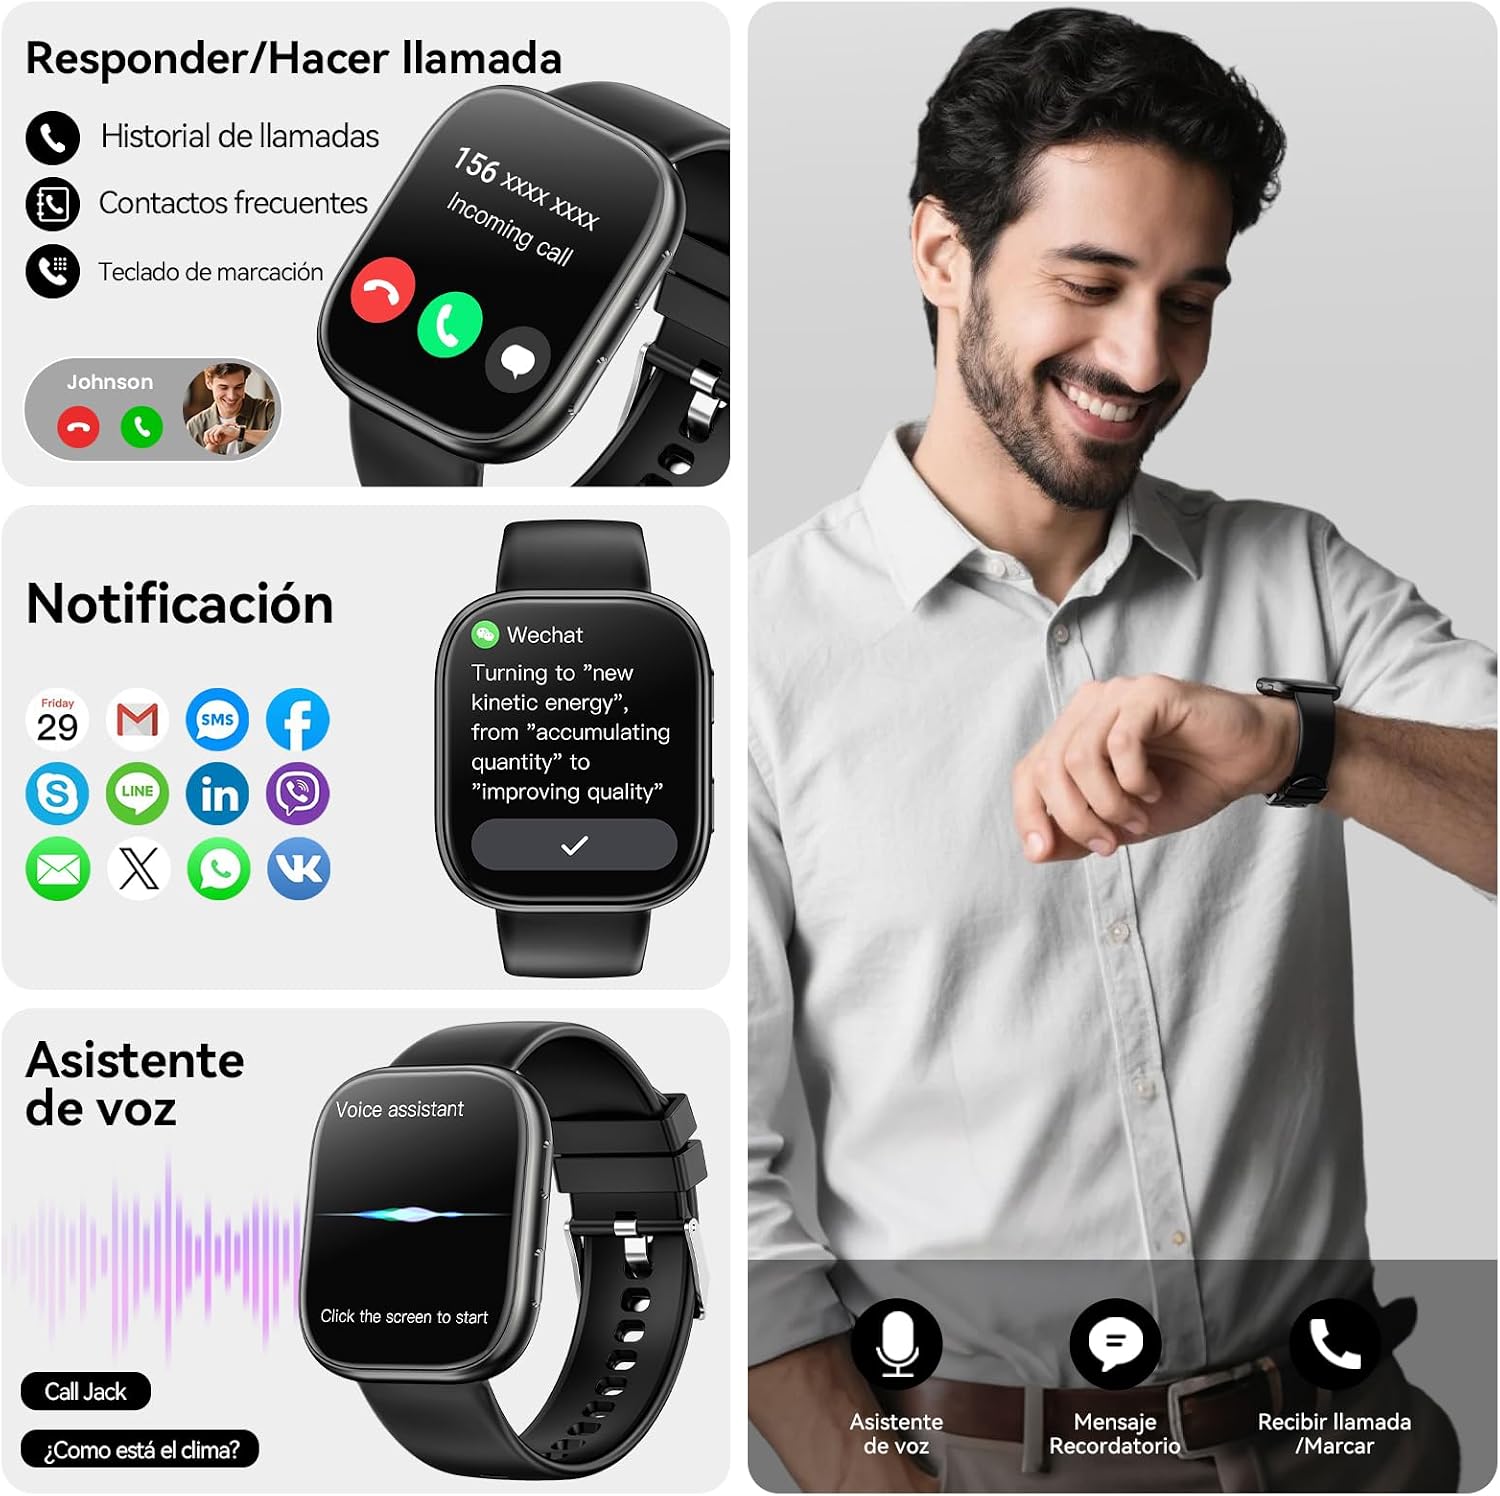 Responder/Hacer llamada
Historial de llamadas
Contactos frecuentes
Teclado de marcación
Johnson
156 xxxx xxxx
Incoming call
Notificación
Friday
29
SMS
LINE
in
Wechat
Turning to ”new
kinetic energy”,
from ”accumulating
quantity” to
”improving quality”
Asistente
de voz
Voice assistant
Click the screen to start
Call Jack
¿Como está el clima?
Asistente
de voz
Mensaje
Recordatorio
Recibir llamada
/Marcar